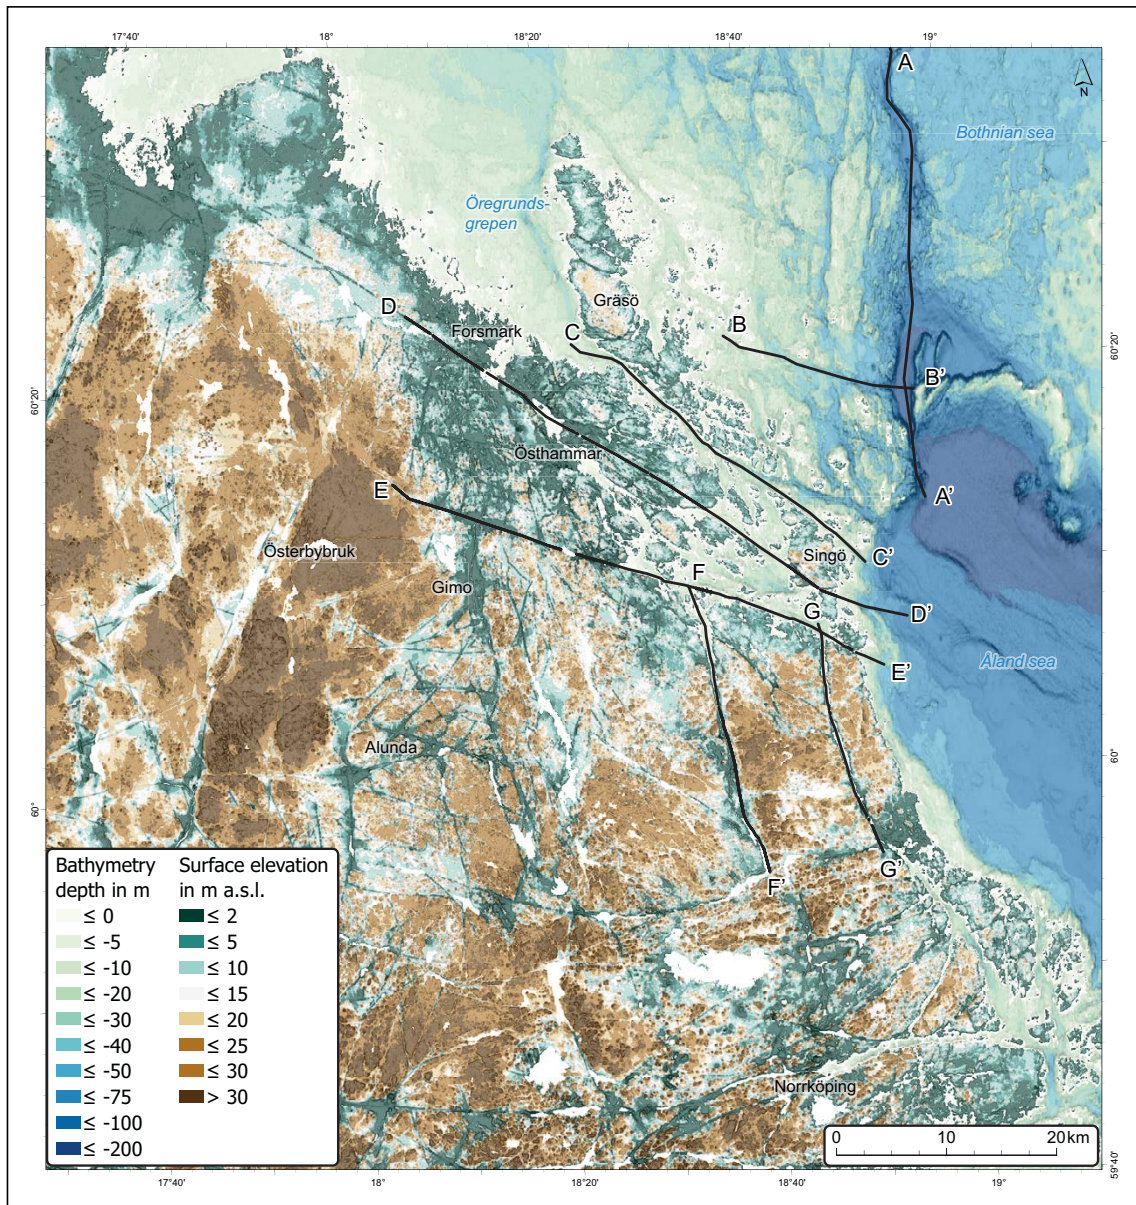 17°40'
18°
18°20'
18°40'
19°
A
N
Bothnian sea
Öregrunds-
grepen
Gräsö
D
Forsmark
C
B
60°20'
60°20'
B'
Östhammar
E
A'
Österbybruk
Singö
C'
Gimo
F
G
D'
E'
Åland sea
Alunda
60°
60°
F'
G'
Norrköping
Bathymetry
depth in m
≤ 0
≤ -5
≤ -10
≤ -20
≤ -30
≤ -40
≤ -50
≤ -75
≤ -100
≤ -200
Surface elevation
in m a.s.l.
≤ 2
≤ 5
≤ 10
≤ 15
≤ 20
≤ 25
≤ 30
> 30
0 10 20 km
59°40'
17°40'
18°
18°20'
18°40'
19°